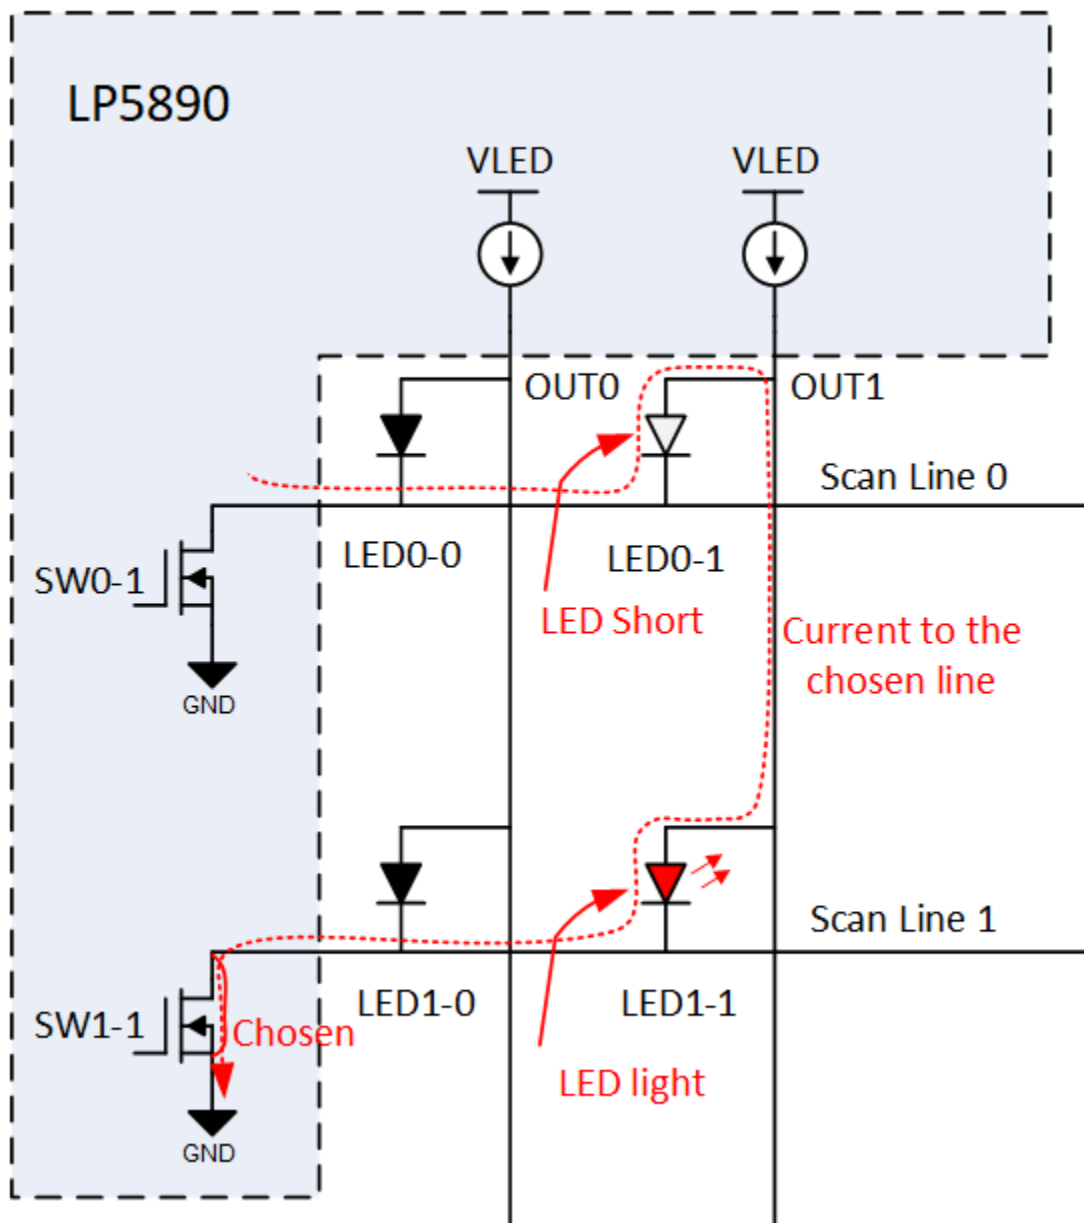 LP5890
VLED
VLED
OUT0
OUT1
Scan Line 0
LED0-0
LED0-1
SW0-1
LED Short
Current to the
chosen line
GND
Scan Line 1
LED1-0
LED1-1
SW1-1
Chosen
LED light
GND